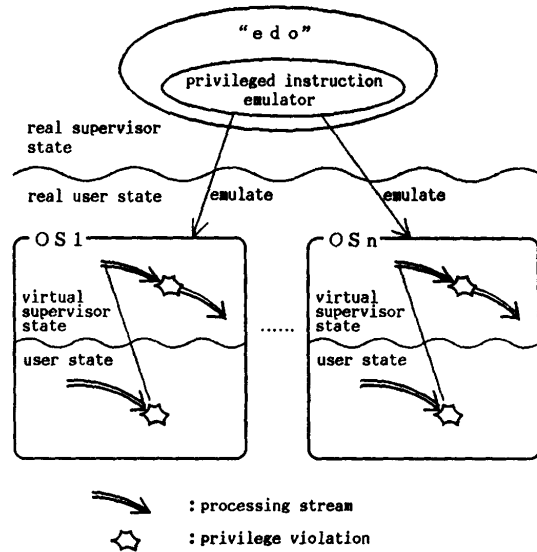 “edo”
privileged instruction
emulator
real supervisor
state
real user state
emulate
emulate
OS1
OSn
virtual
supervisor
state
virtual
supervisor
state
......
user state
user state
: processing stream
: privilege violation